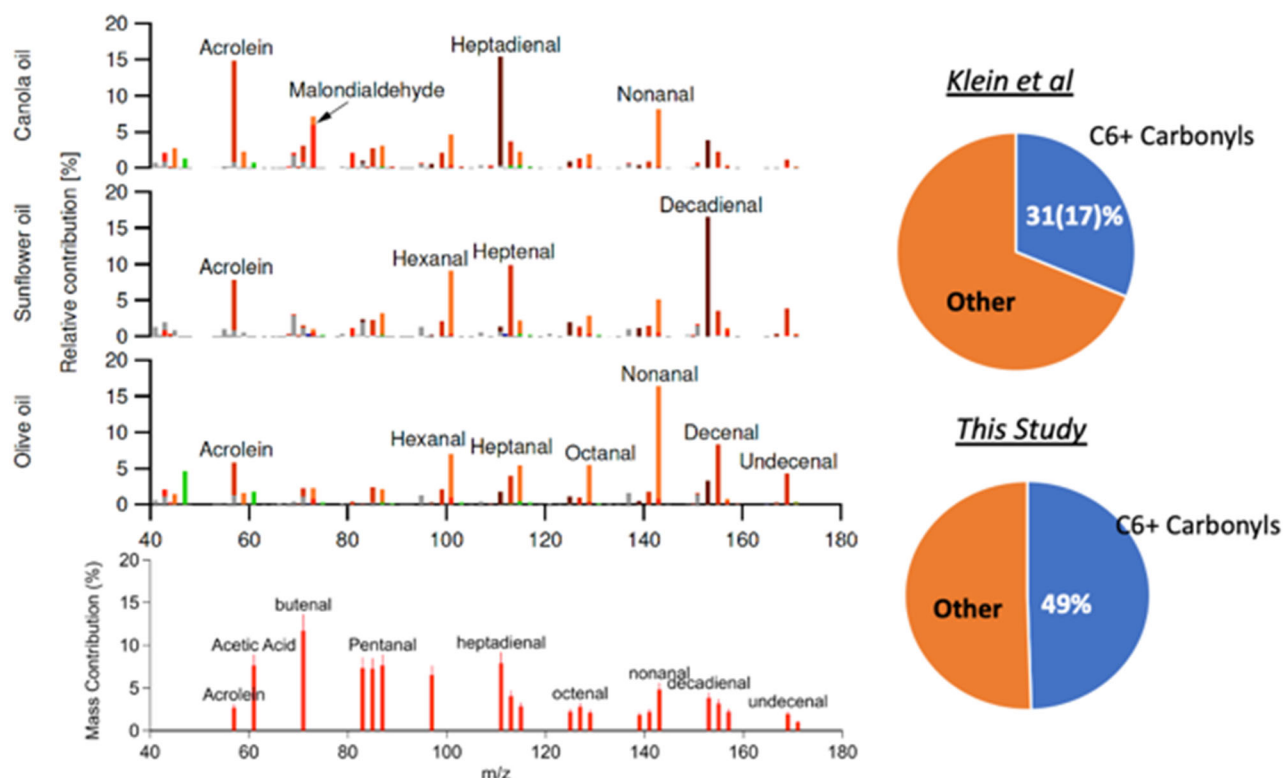 Canola oil
20
15
10
5
0
Acrolein
Malondialdehyde
Heptadienal
Nonanal
Relative contribution [%]
Sunflower oil
20
15
10
5
0
Acrolein
Hexanal
Heptenal
Decadienal
Olive oil
20
15
10
5
0
Acrolein
Hexanal
Heptanal
Octanal
Nonanal
Decenal
Undecenal
40 60 80 100 120 140 160 180
Mass Contribution (%)
20
15
10
5
0
Acrolein
Acetic Acid
butenal
Pentanal
heptadienal
octenal
nonanal
decadienal
undecenal
40 60 80 100 120 140 160 180
m/z
Klein et al
C6+ Carbonyls
31(17)%
Other
This Study
C6+ Carbonyls
Other
49%